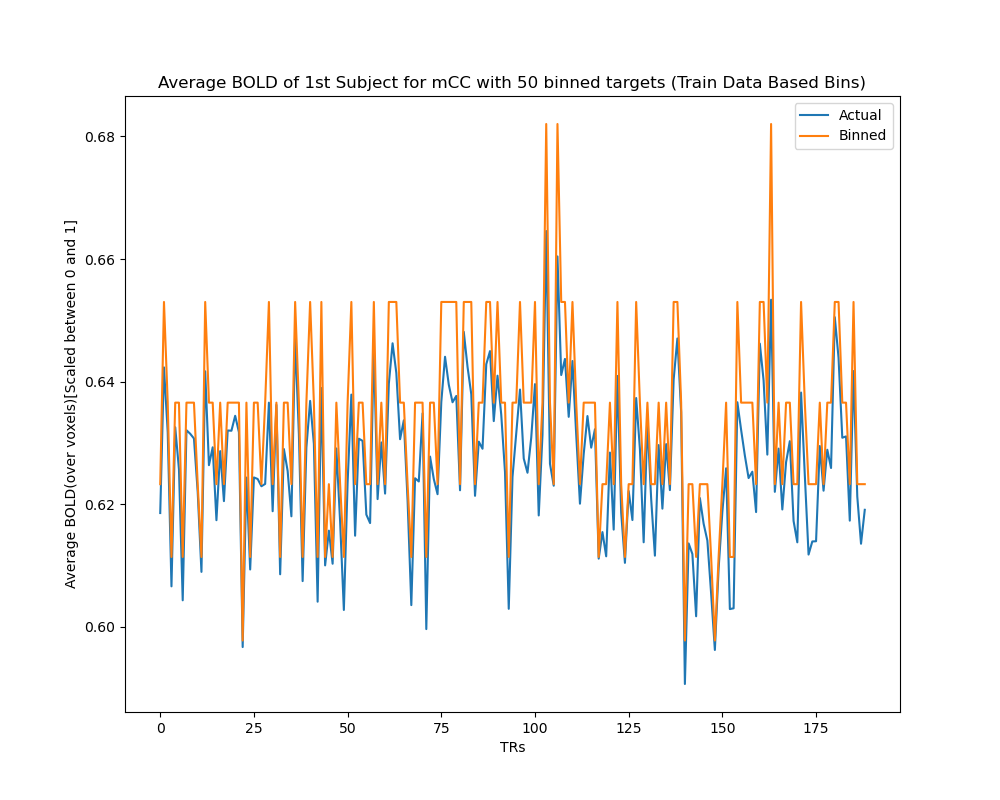 Average BOLD of 1st Subject for mCC with 50 binned targets (Train Data Based Bins)
Actual
Binned
0.68
0.66
0.64
0.62
0.60
Average BOLD(over voxels)[Scaled between 0 and 1]
0 25 50 75 100 125 150 175
TRs